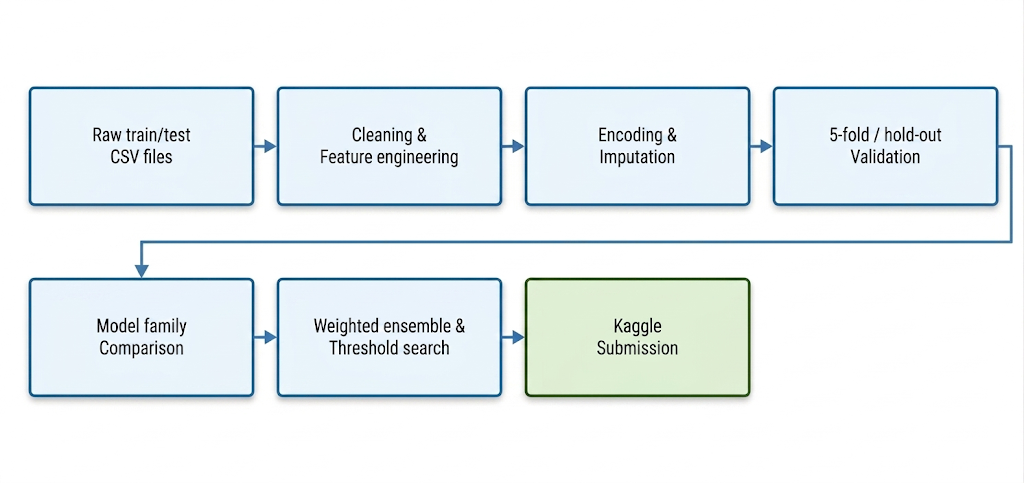 Raw train/test
CSV files
Cleaning &
Feature engineering
Encoding &
Imputation
5-fold / hold-out
Validation
Model family
Comparison
Weighted ensemble &
Threshold search
Kaggle
Submission